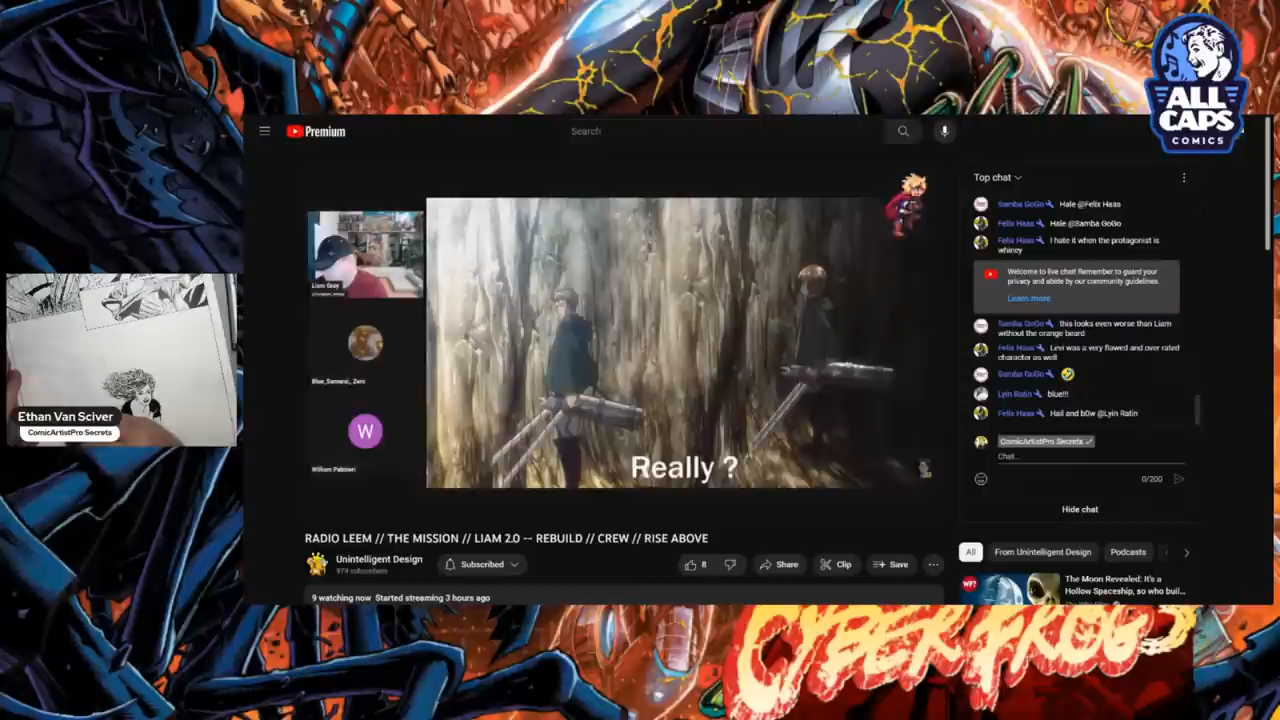 ALL
CAPS
COMICS
Premium
Search
Top chat
Samba GoGo Hale @Felix Haas
Felix Haas Hale @Samba GoGo
Felix Haas I hate it when the protagonist is
whiney
Welcome to live chat! Remember to guard your
privacy and abide by our community guidelines.
Learn more
Samba GoGo this looks even worse than Liam
without the orange beard
Felix Haas Levi was a very flawed and over rated
character as well
Samba GoGo 🤣
Lyin Ratin blue!!!
Felix Haas Hail and b0w @Lyin Ratin
ComicArtistPro Secrets
Chat...
0/200
Hide chat
Liam Gray
Blue_Samurai_Zero
W
William Palmieri
Really ?
Ethan Van Sciver
ComicArtistPro Secrets
RADIO LEEM // THE MISSION // LIAM 2.0 -- REBUILD // CREW // RISE ABOVE
Unintelligent Design
979 subscribers
Subscribed
8
Share
Clip
Save
9 watching now Started streaming 3 hours ago
All
From Unintelligent Design
Podcasts
WF?
The Moon Revealed: It's a
Hollow Spaceship, so who buil...
CYBERFROG